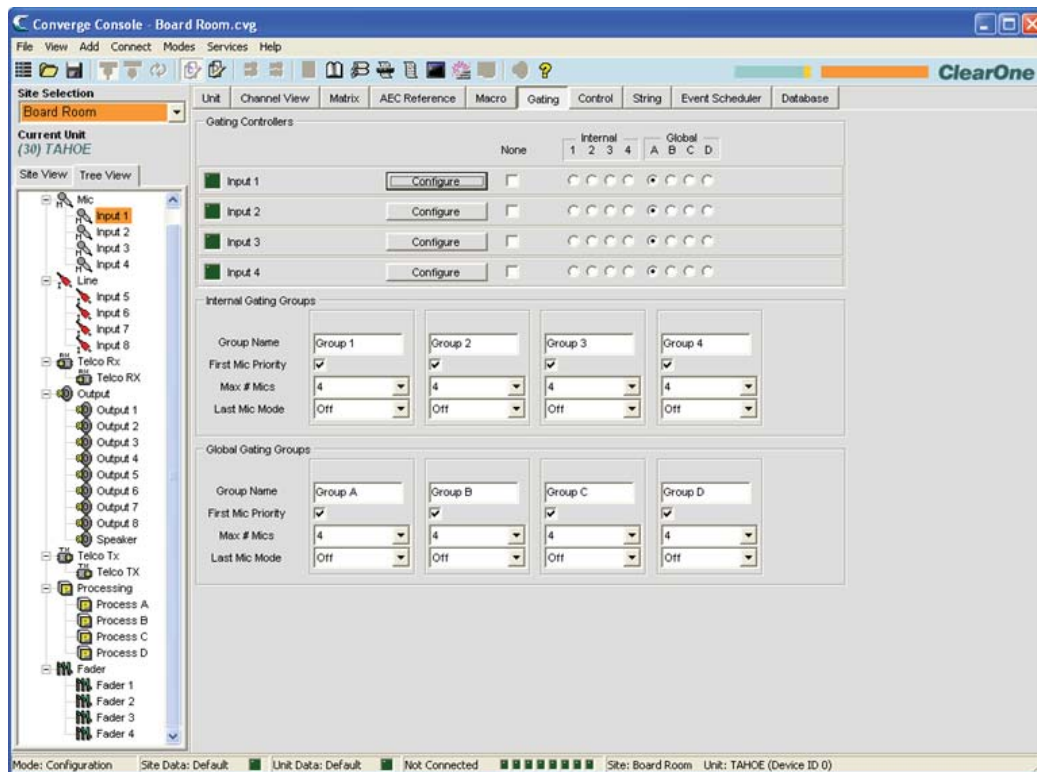 Converge Console - Board Room.cvg
File View Add Connect Modes Services Help
ClearOne
Site Selection
Board Room
Current Unit
(30) TAHOE
Site View Tree View
Mic
Input 1
Input 2
Input 3
Input 4
Line
Input 5
Input 6
Input 7
Input 8
Telco Rx
Telco RX
Output
Output 1
Output 2
Output 3
Output 4
Output 5
Output 6
Output 7
Output 8
Speaker
Telco Tx
Telco TX
Processing
Process A
Process B
Process C
Process D
Fader
Fader 1
Fader 2
Fader 3
Fader 4
Unit Channel View Matrix AEC Reference Macro Gating Control String Event Scheduler Database
Gating Controllers
Internal Global
None 1 2 3 4 A B C D
Input 1 Configure
Input 2 Configure
Input 3 Configure
Input 4 Configure
Internal Gating Groups
Group Name Group 1 Group 2 Group 3 Group 4
First Mic Priority
Max # Mics 4 4 4 4
Last Mic Mode Off Off Off Off
Global Gating Groups
Group Name Group A Group B Group C Group D
First Mic Priority
Max # Mics 4 4 4 4
Last Mic Mode Off Off Off Off
Mode: Configuration Site Data: Default Unit Data: Default Not Connected Site: Board Room Unit: TAHOE (Device ID 0)